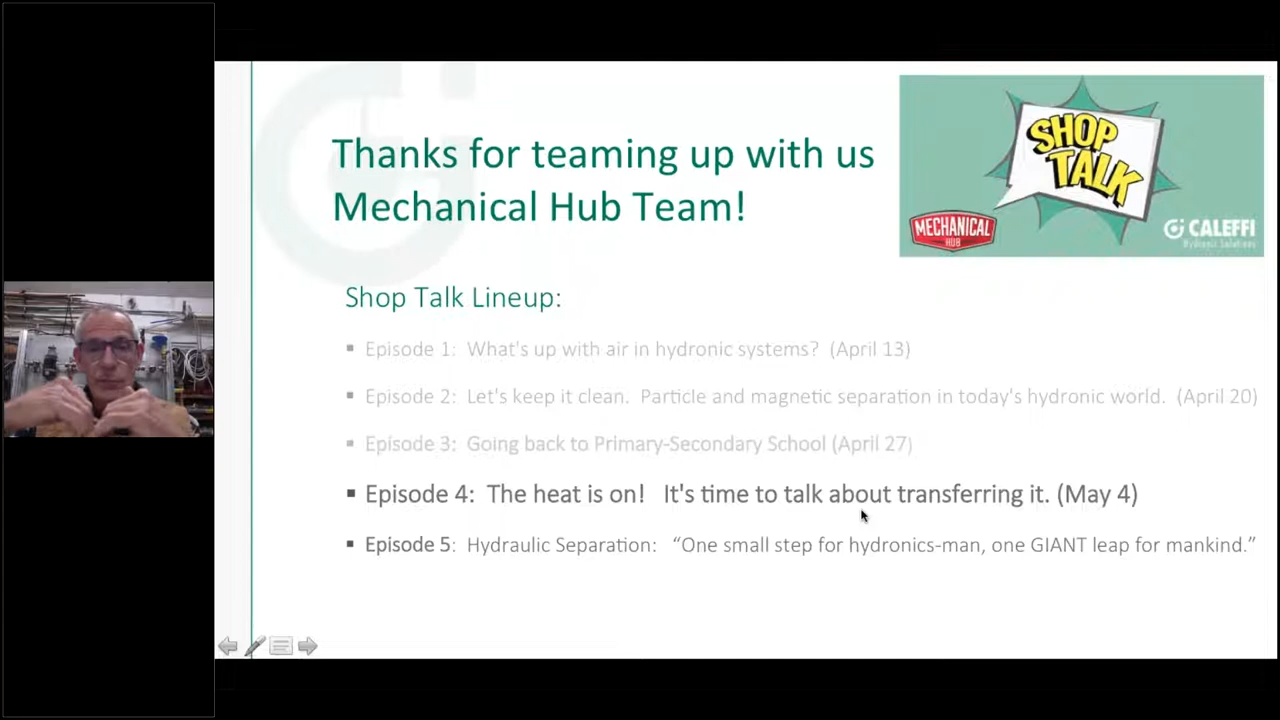 Thanks for teaming up with us
Mechanical Hub Team!
SHOP
TALK
MECHANICAL
HUB
CALEFFI
Hydronic Solutions
Shop Talk Lineup:
▪ Episode 1: What's up with air in hydronic systems? (April 13)
▪ Episode 2: Let's keep it clean. Particle and magnetic separation in today's hydronic world. (April 20)
▪ Episode 3: Going back to Primary-Secondary School (April 27)
▪ Episode 4: The heat is on! It's time to talk about transferring it. (May 4)
▪ Episode 5: Hydraulic Separation: “One small step for hydronics-man, one GIANT leap for mankind.”